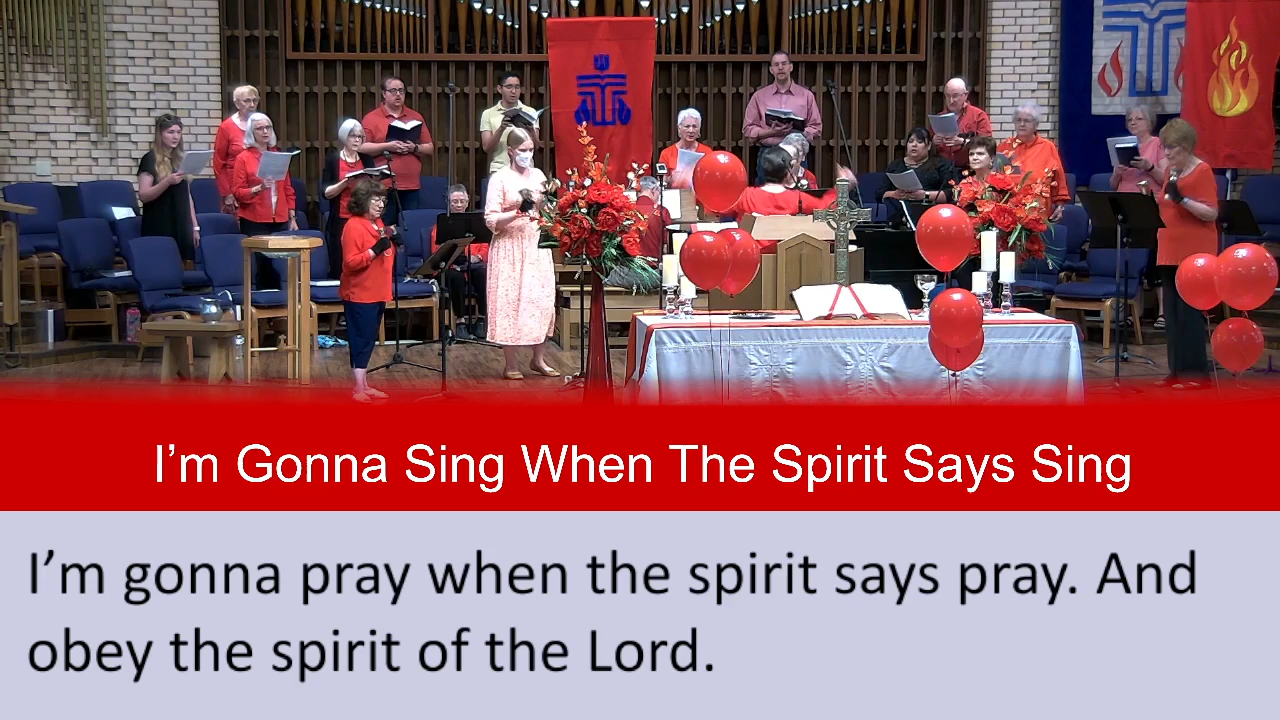 I’m Gonna Sing When The Spirit Says Sing
I’m gonna pray when the spirit says pray. And
obey the spirit of the Lord.